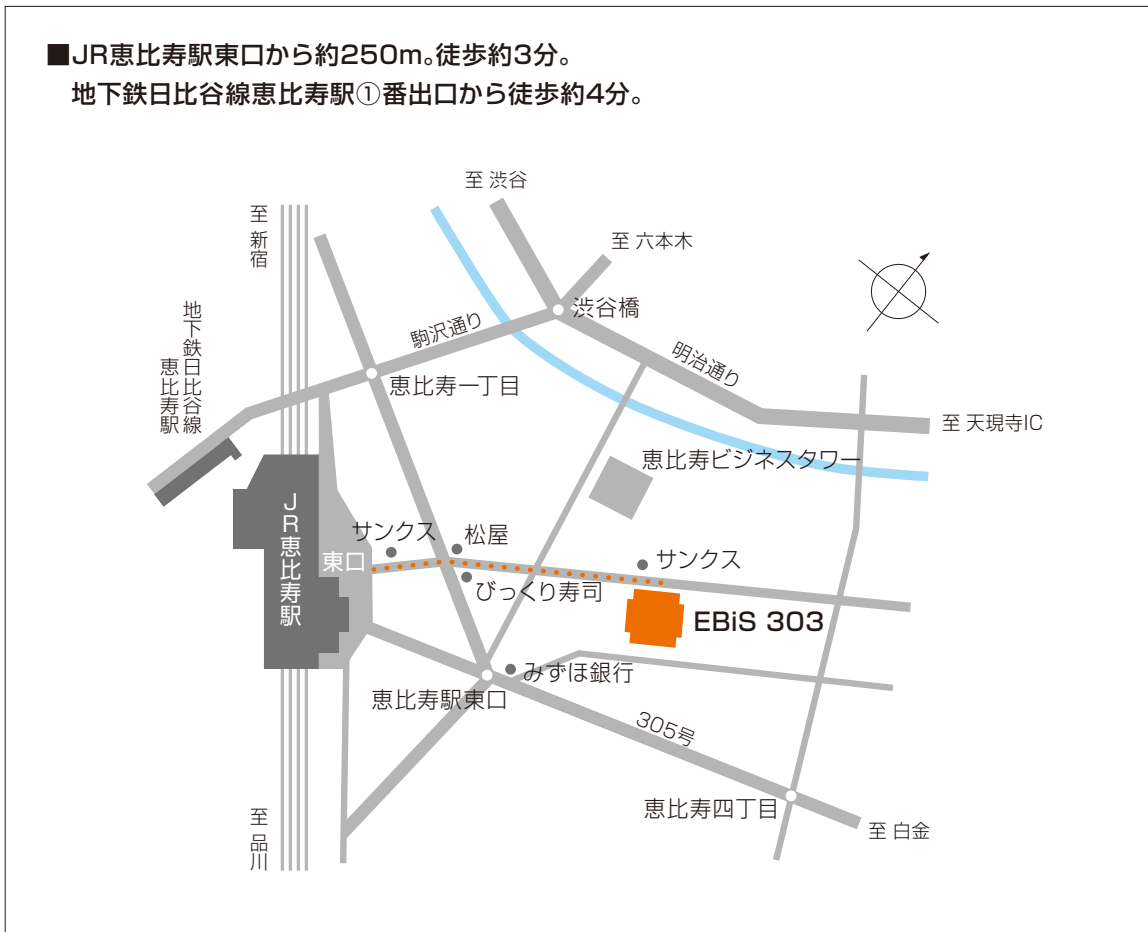 ■JR恵比寿駅東口から約250m。徒歩約3分。
地下鉄日比谷線恵比寿駅①番出口から徒歩約4分。
至 渋谷
至 新宿
至 六本木
渋谷橋
駒沢通り
地下鉄日比谷線
恵比寿駅
明治通り
恵比寿一丁目
至 天現寺IC
恵比寿ビジネスタワー
JR恵比寿駅
東口
サンクス
松屋
サンクス
びっくり寿司
EBiS 303
みずほ銀行
恵比寿駅東口
305号
恵比寿四丁目
至 品川
至 白金